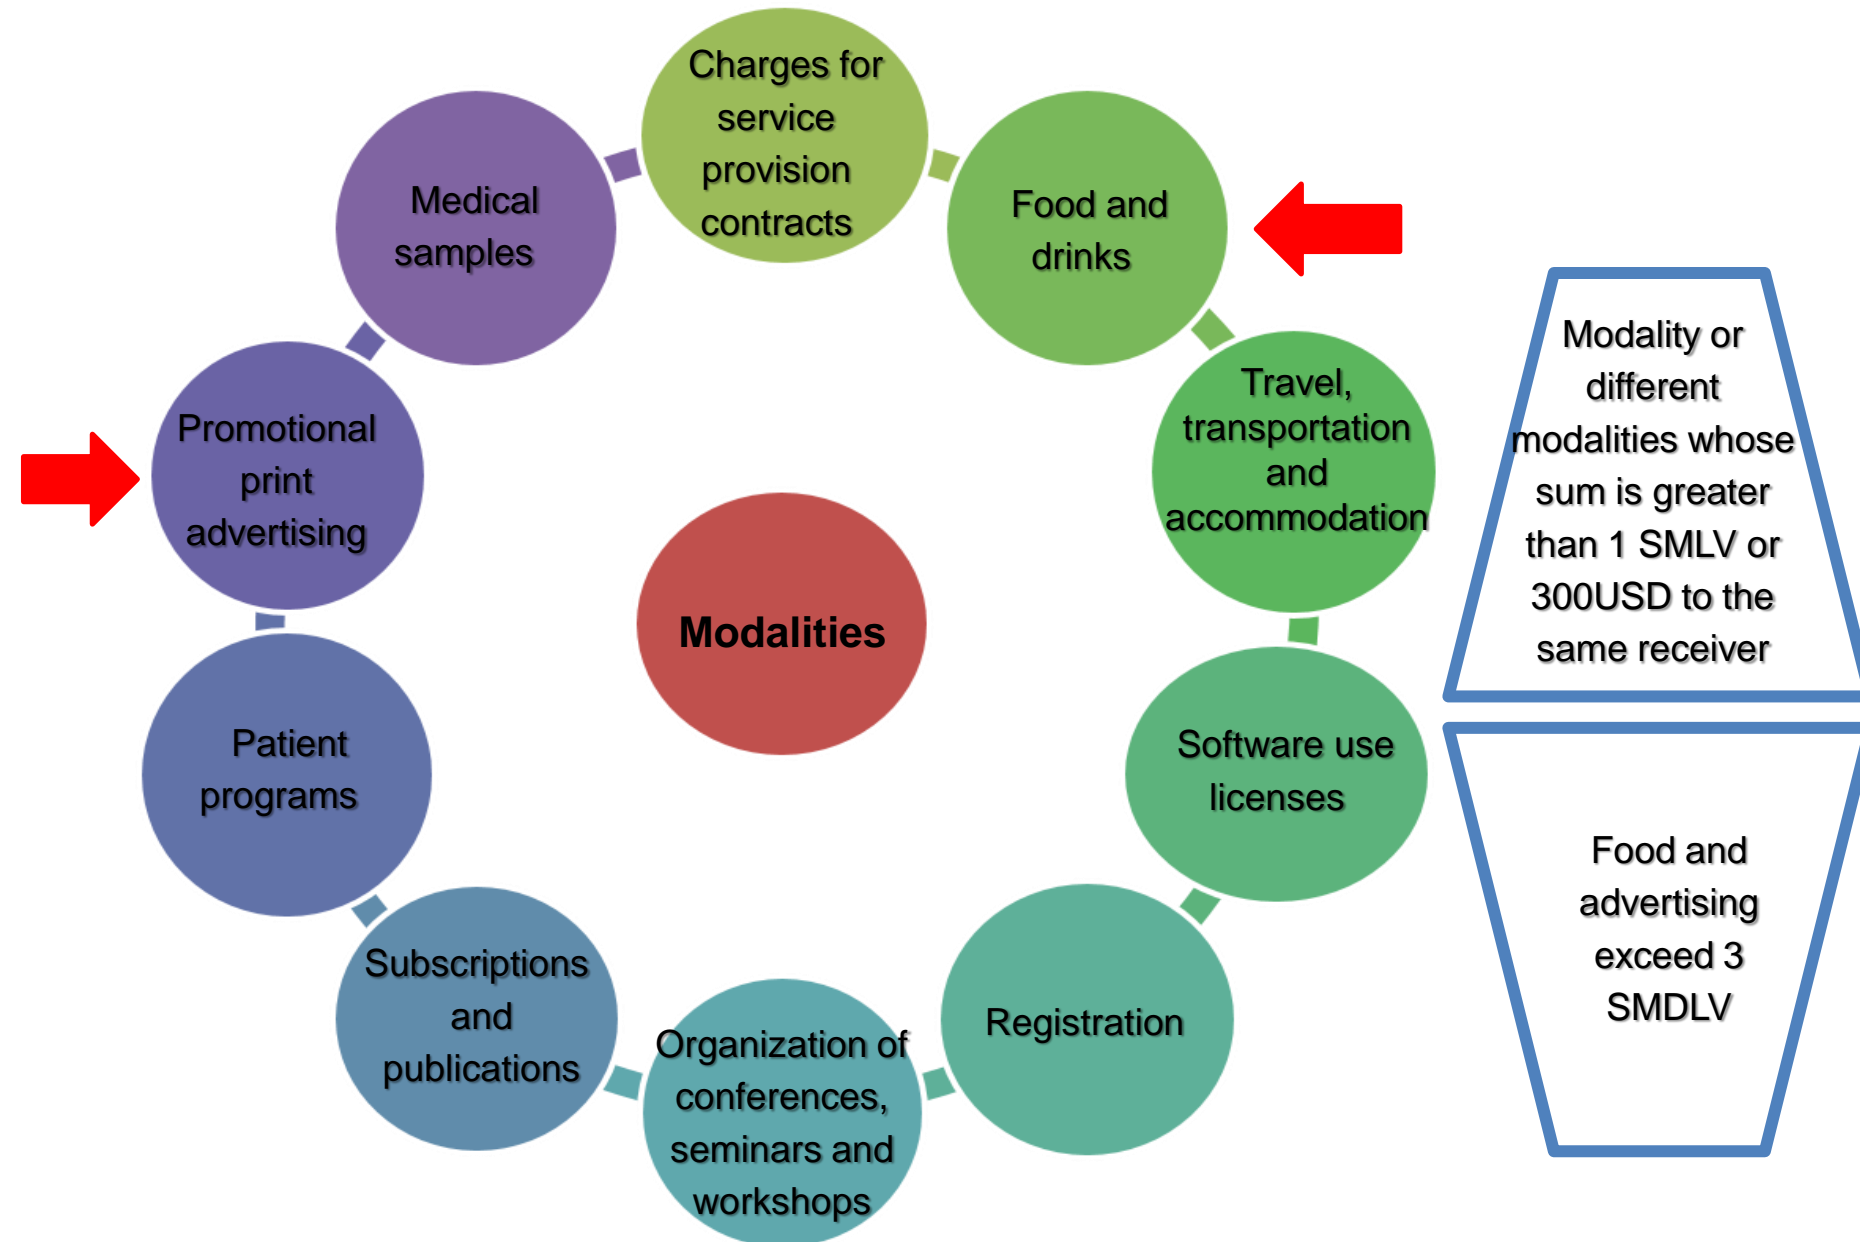 Charges for
service
provision
contracts
Food and
drinks
Travel,
transportation
and
accommodation
Software use
licenses
Registration
Organization of
conferences,
seminars and
workshops
Subscriptions
and
publications
Patient
programs
Promotional
print
advertising
Medical
samples
Modalities
Modality or
different
modalities whose
sum is greater
than 1 SMLV or
300USD to the
same receiver
Food and
advertising
exceed 3
SMDLV